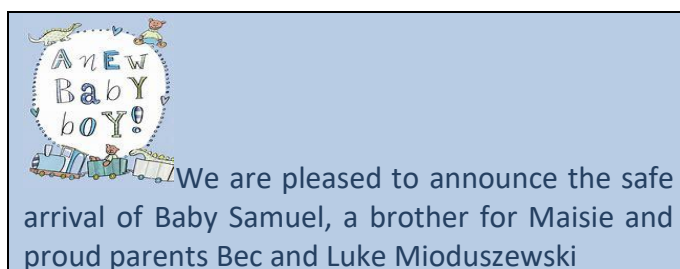 A NEW
BabY
boY!
We are pleased to announce the safe
arrival of Baby Samuel, a brother for Maisie and
proud parents Bec and Luke Mioduszewski